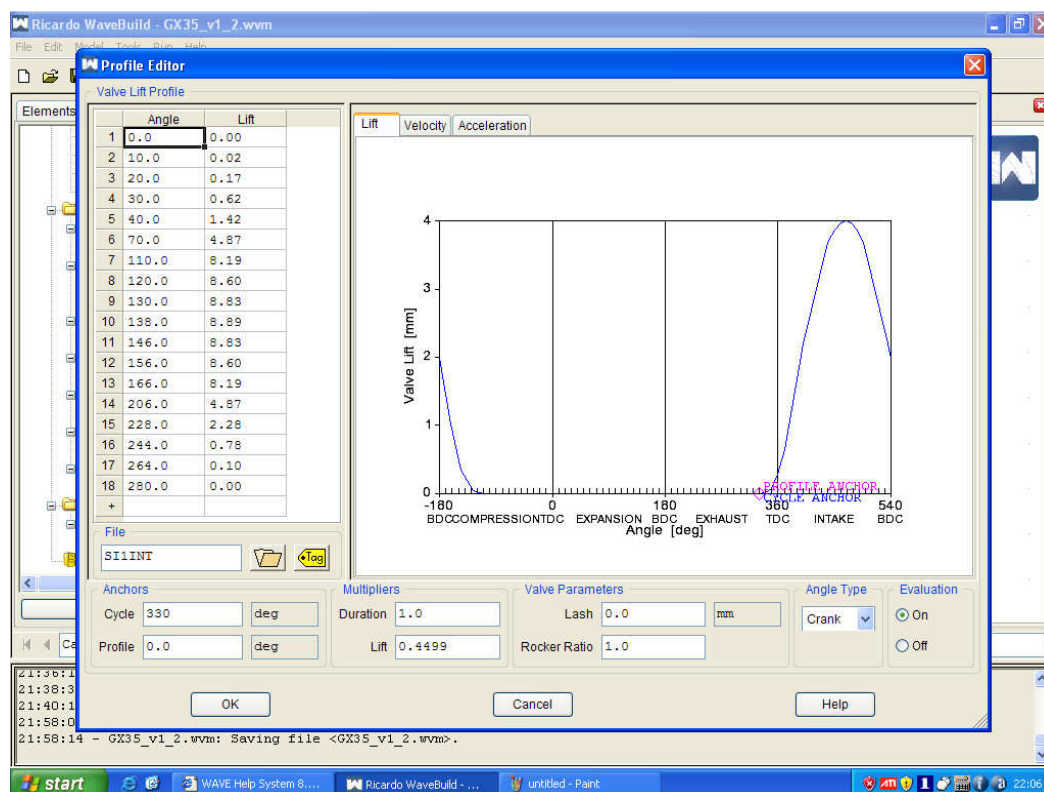 Ricardo WaveBuild - GX35_v1_2.wvm
File Edit Model Tools Run Help
Profile Editor
Elements
Valve Lift Profile
Angle Lift
1 0.0 0.00
2 10.0 0.02
3 20.0 0.17
4 30.0 0.62
5 40.0 1.42
6 70.0 4.87
7 110.0 8.19
8 120.0 8.60
9 130.0 8.83
10 138.0 8.89
11 146.0 8.83
12 156.0 8.60
13 166.0 8.19
14 206.0 4.87
15 228.0 2.28
16 244.0 0.78
17 264.0 0.10
18 280.0 0.00
+
File
SI1INT
Tag
Lift Velocity Acceleration
4
3
2
1
0
Valve Lift [mm]
PROFILE ANCHOR
CYCLE ANCHOR
-180 0 180 360 540
BDC COMPRESSION TDC EXPANSION BDC EXHAUST TDC INTAKE BDC
Angle [deg]
Anchors Multipliers Valve Parameters Angle Type Evaluation
Cycle 330 deg Duration 1.0 Lash 0.0 mm Crank On
Profile 0.0 deg Lift 0.4499 Rocker Ratio 1.0 Off
OK Cancel Help
Ca
21:36:1
21:38:3
21:40:1
21:58:0
21:58:14 - GX35_v1_2.wvm: Saving file <GX35_v1_2.wvm>.
start WAVE Help System 8.... Ricardo WaveBuild - ... untitled - Paint ATI 22:06